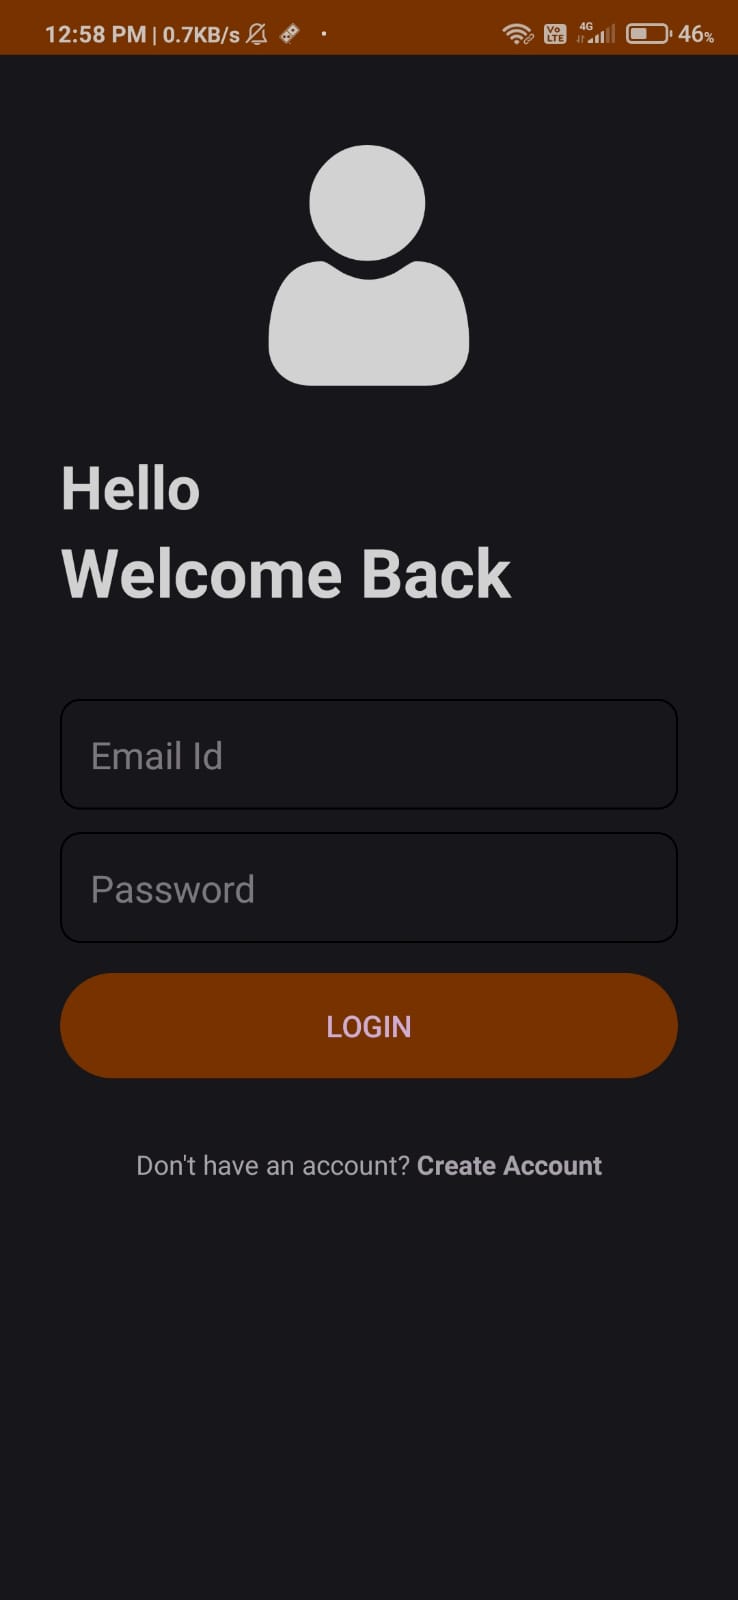 12:58 PM | 0.7KB/s Vo LTE 4G 46%
Hello
Welcome Back
Email Id
Password
LOGIN
Don't have an account? Create Account